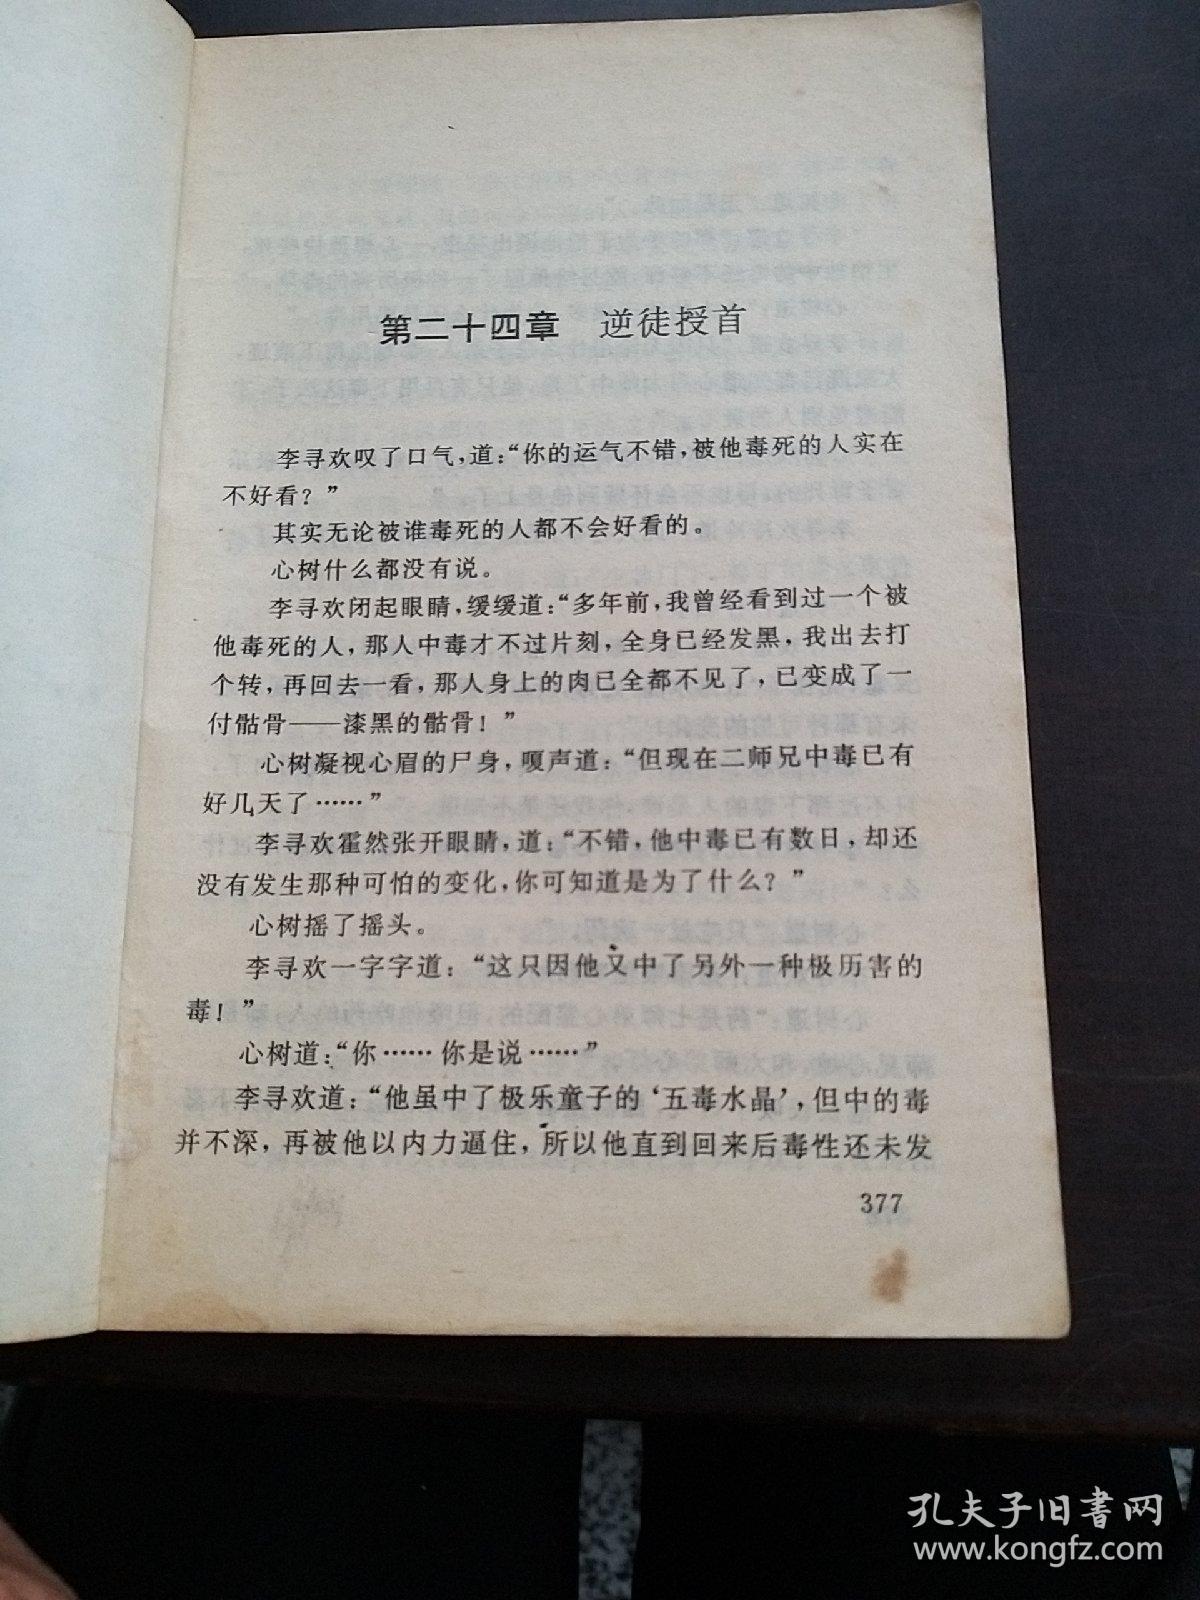 第二十四章　逆徒授首
李寻欢叹了口气，道：“你的运气不错，被他毒死的人实在
不好看？”
其实无论被谁毒死的人都不会好看的。
心树什么都没有说。
李寻欢闭起眼睛，缓缓道：“多年前，我曾经看到过一个被
他毒死的人，那人中毒才不过片刻，全身已经发黑，我出去打
个转，再回去一看，那人身上的肉已全都不见了，已变成了一
付骷骨——漆黑的骷骨！”
心树凝视心眉的尸身，嗄声道：“但现在二师兄中毒已有
好几天了……”
李寻欢霍然张开眼睛，道：“不错，他中毒已有数日，却还
没有发生那种可怕的变化，你可知道是为了什么？”
心树摇了摇头。
李寻欢一字字道：“这只因他又中了另外一种极历害的
毒！”
心树道：“你……你是说……”
李寻欢道：“他虽中了极乐童子的‘五毒水晶’，但中的毒
并不深，再被他以内力逼住，所以他直到回来后毒性还未发
377
孔夫子旧书网
www.kongfz.com